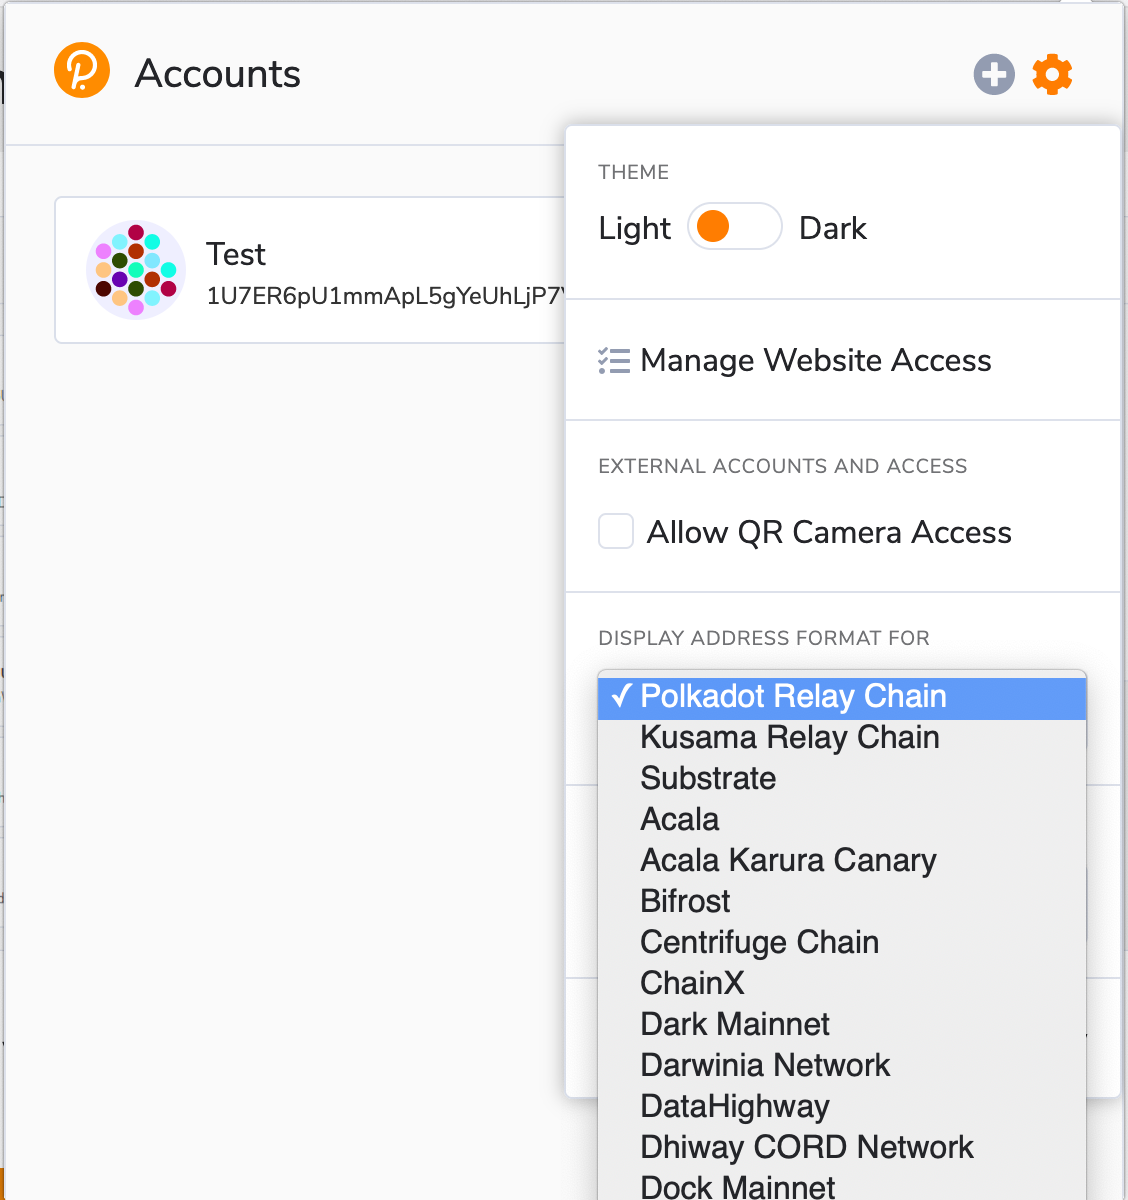 Accounts
THEME
Light Dark
Test
1U7ER6pU1mmApL5gYeUhLjP7
Manage Website Access
EXTERNAL ACCOUNTS AND ACCESS
Allow QR Camera Access
DISPLAY ADDRESS FORMAT FOR
✓ Polkadot Relay Chain
Kusama Relay Chain
Substrate
Acala
Acala Karura Canary
Bifrost
Centrifuge Chain
ChainX
Dark Mainnet
Darwinia Network
DataHighway
Dhiway CORD Network
Dock Mainnet